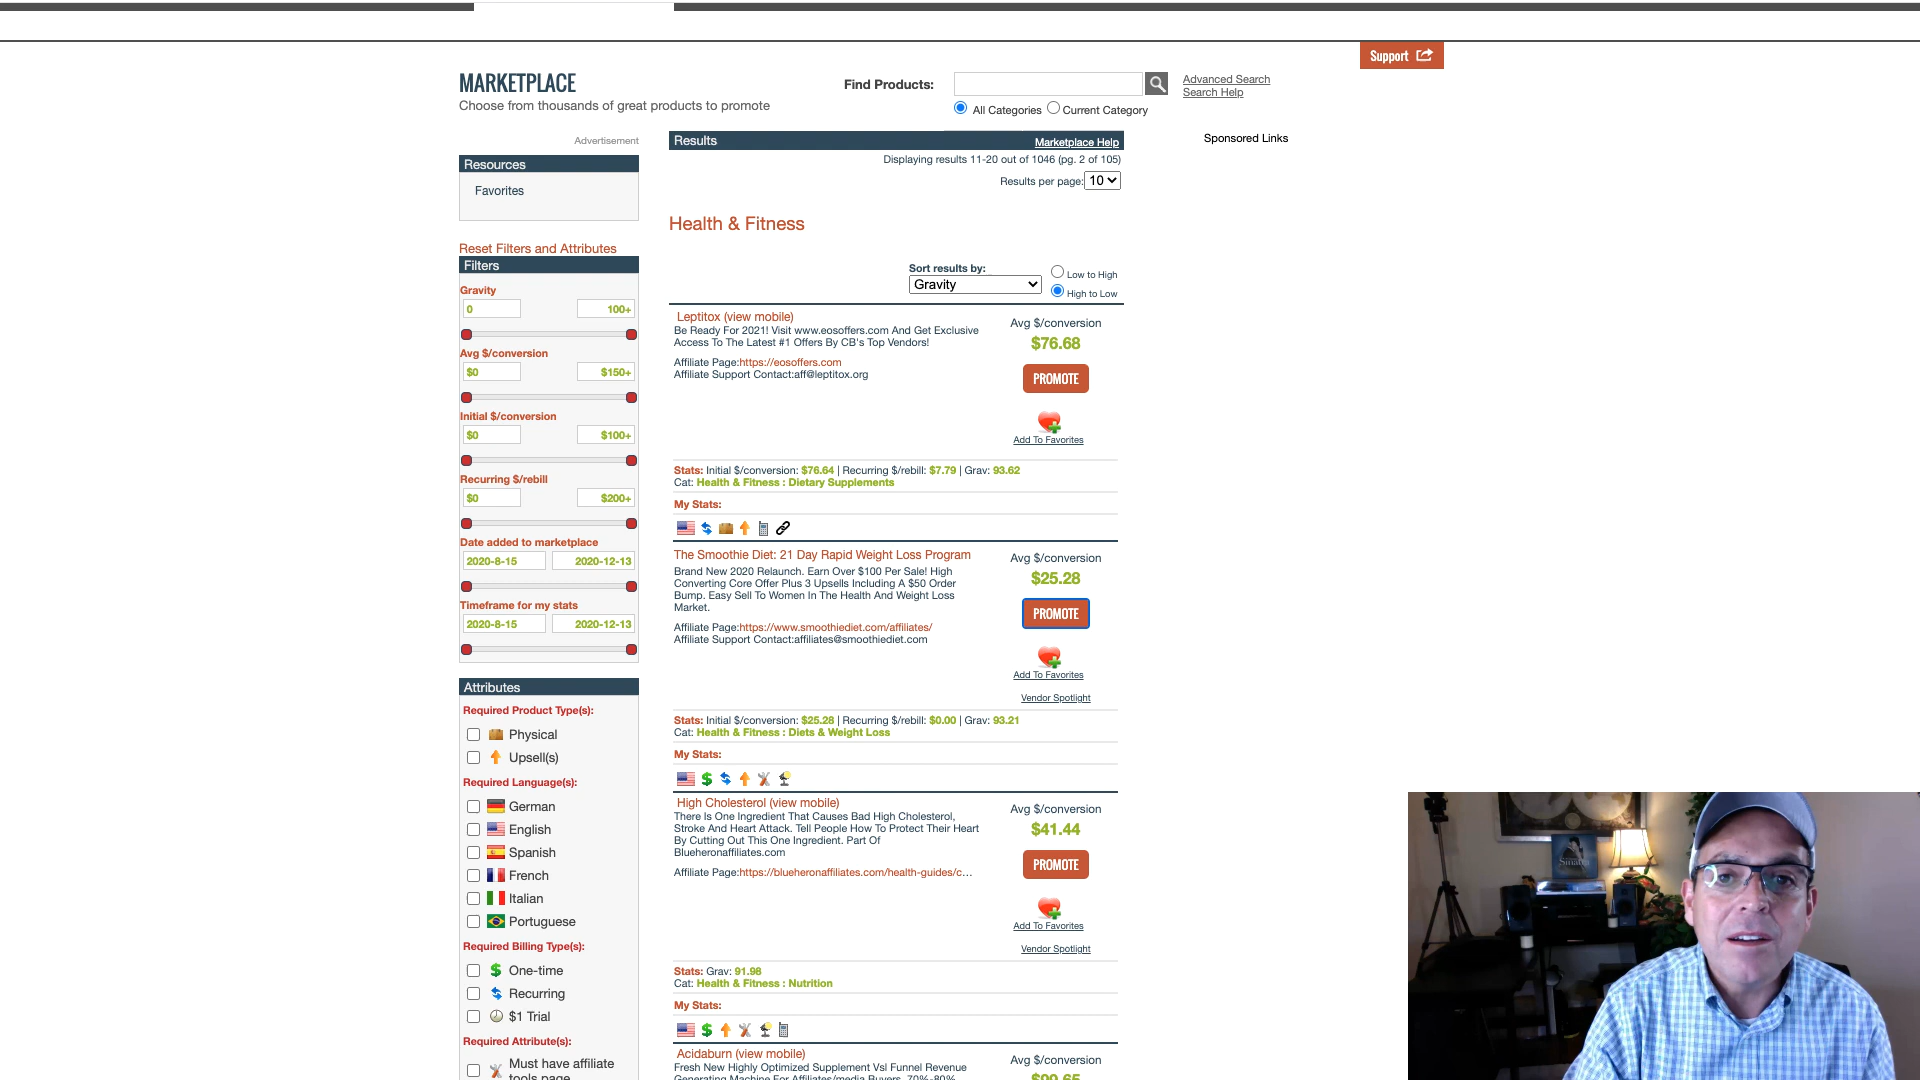 Support
MARKETPLACE
Choose from thousands of great products to promote
Find Products:
Advanced Search
Search Help
All Categories
Current Category
Advertisement
Resources
Favorites
Reset Filters and Attributes
Filters
Gravity
0
100+
Avg $/conversion
$0
$150+
Initial $/conversion
$0
$100+
Recurring $/rebill
$0
$200+
Date added to marketplace
2020-8-15
2020-12-13
Timeframe for my stats
2020-8-15
2020-12-13
Attributes
Required Product Type(s):
Physical
Upsell(s)
Required Language(s):
German
English
Spanish
French
Italian
Portuguese
Required Billing Type(s):
One-time
Recurring
$1 Trial
Required Attribute(s):
Must have affiliate
tools page
Results
Marketplace Help
Displaying results 11-20 out of 1046 (pg. 2 of 105)
Results per page: 10
Health & Fitness
Sort results by:
Gravity
Low to High
High to Low
Leptitox (view mobile)
Be Ready For 2021! Visit www.eosoffers.com And Get Exclusive
Access To The Latest #1 Offers By CB's Top Vendors!
Affiliate Page:https://eosoffers.com
Affiliate Support Contact:aff@leptitox.org
Avg $/conversion
$76.68
PROMOTE
Add To Favorites
Stats: Initial $/conversion: $76.64 | Recurring $/rebill: $7.79 | Grav: 93.62
Cat: Health & Fitness : Dietary Supplements
My Stats:
The Smoothie Diet: 21 Day Rapid Weight Loss Program
Brand New 2020 Relaunch. Earn Over $100 Per Sale! High
Converting Core Offer Plus 3 Upsells Including A $50 Order
Bump. Easy Sell To Women In The Health And Weight Loss
Market.
Affiliate Page:https://www.smoothiediet.com/affiliates/
Affiliate Support Contact:affiliates@smoothiediet.com
Avg $/conversion
$25.28
PROMOTE
Add To Favorites
Vendor Spotlight
Stats: Initial $/conversion: $25.28 | Recurring $/rebill: $0.00 | Grav: 93.21
Cat: Health & Fitness : Diets & Weight Loss
My Stats:
High Cholesterol (view mobile)
There Is One Ingredient That Causes Bad High Cholesterol,
Stroke And Heart Attack. Tell People How To Protect Their Heart
By Cutting Out This One Ingredient. Part Of
Blueheronaffiliates.com
Affiliate Page:https://blueheronaffiliates.com/health-guides/c...
Avg $/conversion
$41.44
PROMOTE
Add To Favorites
Vendor Spotlight
Stats: Grav: 91.98
Cat: Health & Fitness : Nutrition
My Stats:
Acidaburn (view mobile)
Fresh New Highly Optimized Supplement Vsl Funnel Revenue
Generating Machine For Affiliates/media Buyers. 70%-80%
Avg $/conversion
$99.65
Sponsored Links